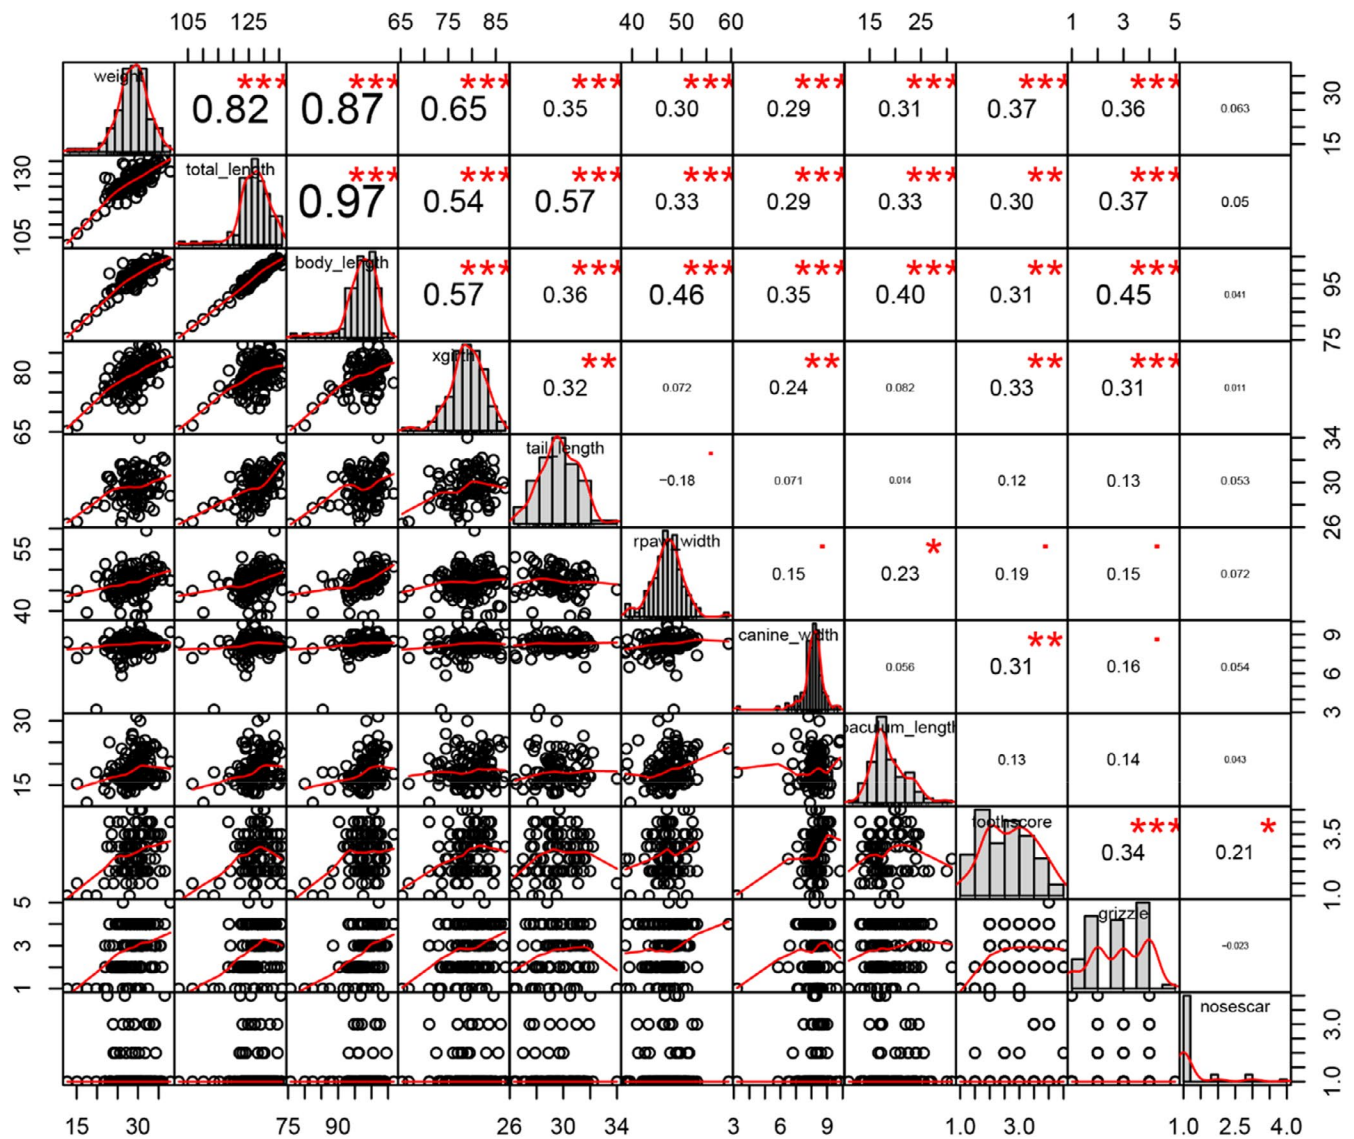 105 125 65 75 85 40 50 60 15 25 1 3 5
weight 0.82 *** 0.87 *** 0.65 *** 0.35 *** 0.30 *** 0.29 *** 0.31 *** 0.37 *** 0.36 *** 0.063 15 30
105 130 total_length 0.97 *** 0.54 *** 0.57 *** 0.33 *** 0.29 *** 0.33 *** 0.30 ** 0.37 *** 0.05
body_length 0.57 *** 0.36 *** 0.46 *** 0.35 *** 0.40 *** 0.31 ** 0.45 *** 0.041 75 95
65 80 xgirth 0.32 ** 0.072 0.24 ** 0.082 0.33 ** 0.31 *** 0.011
tail_length −0.18 . 0.071 0.014 0.12 0.13 0.053 26 30 34
40 55 rpaw_width 0.15 . 0.23 * 0.19 . 0.15 . 0.072
canine_width 0.056 0.31 ** 0.16 . 0.054 3 6 9
15 30 baculum_length 0.13 0.14 0.043
toothscore 0.34 *** 0.21 * 1.0 3.5
1 3 5 grizzle −0.023
nosescar 1.0 3.0
15 30 75 90 26 30 34 3 6 9 1.0 3.0 1.0 2.5 4.0